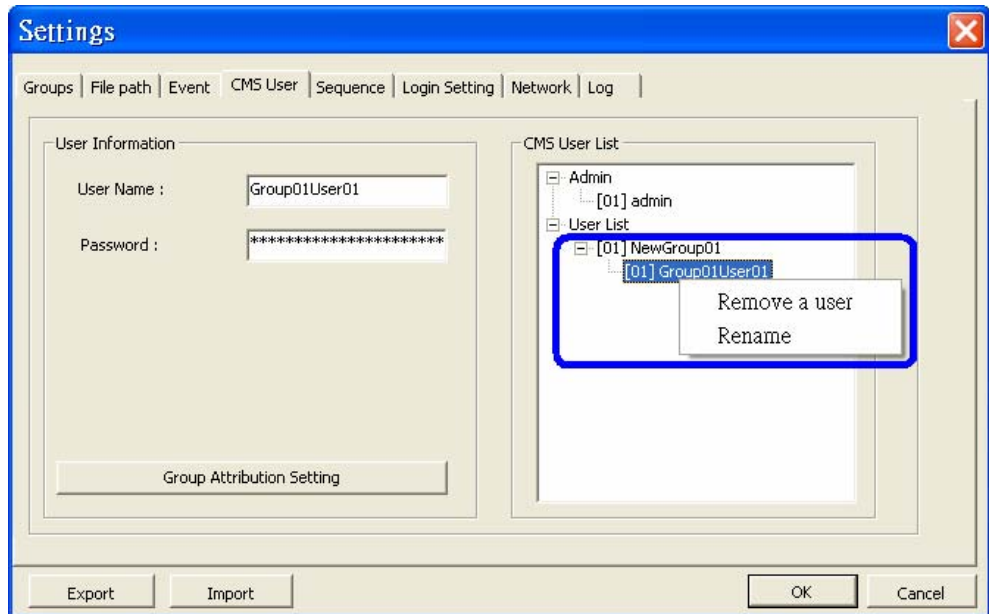 Settings
Groups File path Event CMS User Sequence Login Setting Network Log
User Information
User Name :
Group01User01
Password :
**********************
CMS User List
Admin
[01] admin
User List
[01] NewGroup01
[01] Group01User01
Remove a user
Rename
Group Attribution Setting
Export
Import
OK
Cancel